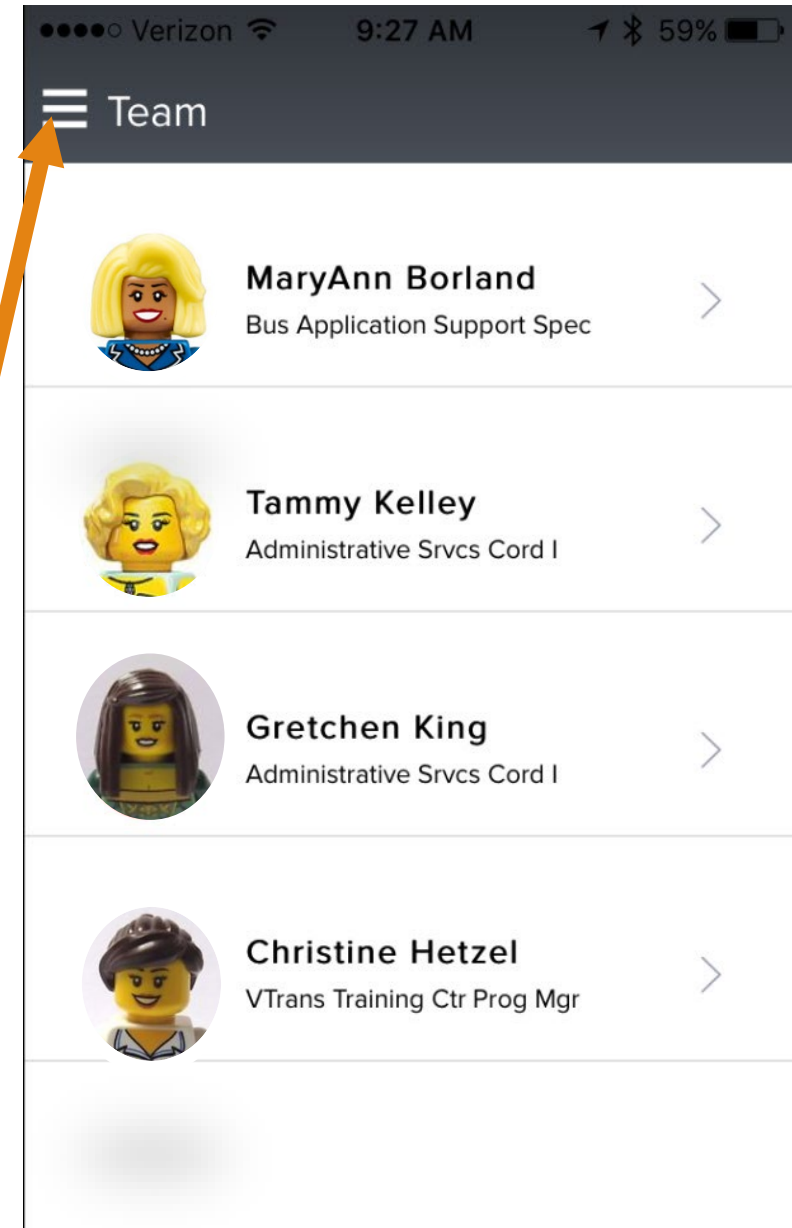 Verizon 9:27 AM 59%
Team
MaryAnn Borland
Bus Application Support Spec
Tammy Kelley
Administrative Srvcs Cord I
Gretchen King
Administrative Srvcs Cord I
Christine Hetzel
VTrans Training Ctr Prog Mgr